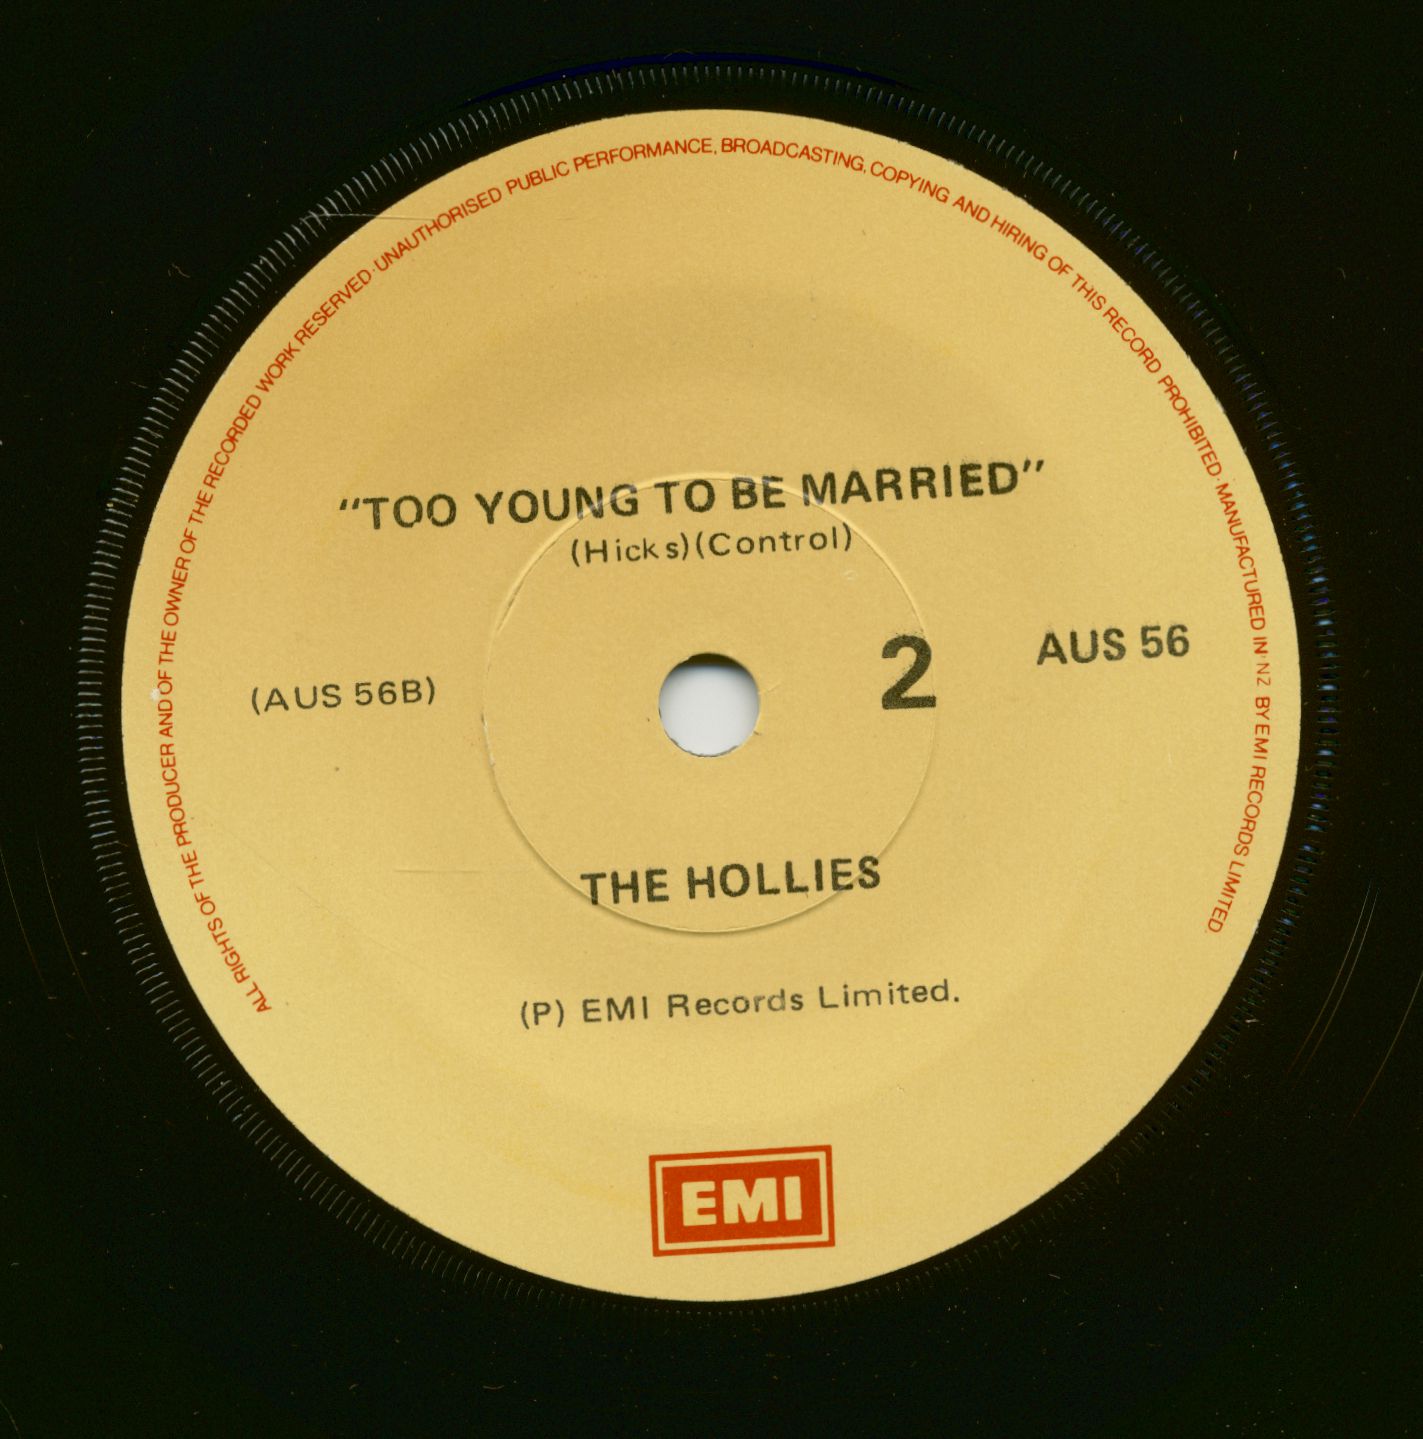 ALL RIGHTS OF THE PRODUCER AND OF THE OWNER OF THE RECORDED WORK RESERVED · UNAUTHORISED PUBLIC PERFORMANCE, BROADCASTING, COPYING AND HIRING OF THIS RECORD PROHIBITED · MANUFACTURED IN NZ BY EMI RECORDS LIMITED.
"TOO YOUNG TO BE MARRIED"
(Hicks)(Control)
2
AUS 56
(AUS 56B)
THE HOLLIES
(P) EMI Records Limited.
EMI